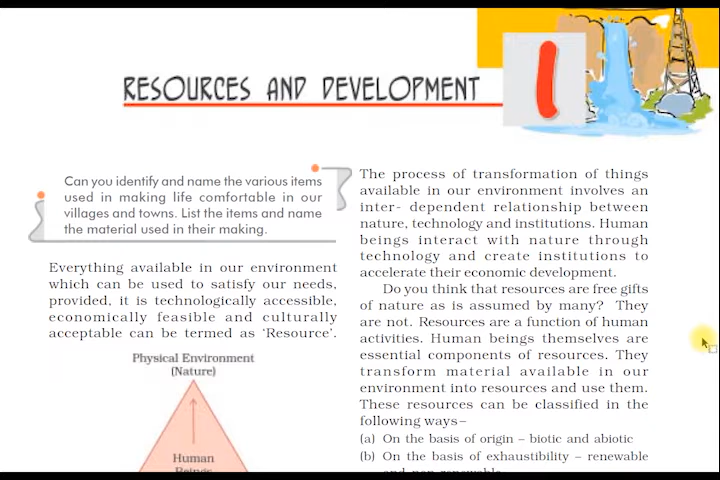 RESOURCES AND DEVELOPMENT
1
Can you identify and name the various items
used in making life comfortable in our
villages and towns. List the items and name
the material used in their making.
Everything available in our environment
which can be used to satisfy our needs,
provided, it is technologically accessible,
economically feasible and culturally
acceptable can be termed as ‘Resource’.
Physical Environment
(Nature)
Human
Beings
The process of transformation of things
available in our environment involves an
inter- dependent relationship between
nature, technology and institutions. Human
beings interact with nature through
technology and create institutions to
accelerate their economic development.
Do you think that resources are free gifts
of nature as is assumed by many? They
are not. Resources are a function of human
activities. Human beings themselves are
essential components of resources. They
transform material available in our
environment into resources and use them.
These resources can be classified in the
following ways–
(a) On the basis of origin – biotic and abiotic
(b) On the basis of exhaustibility – renewable
and non-renewable